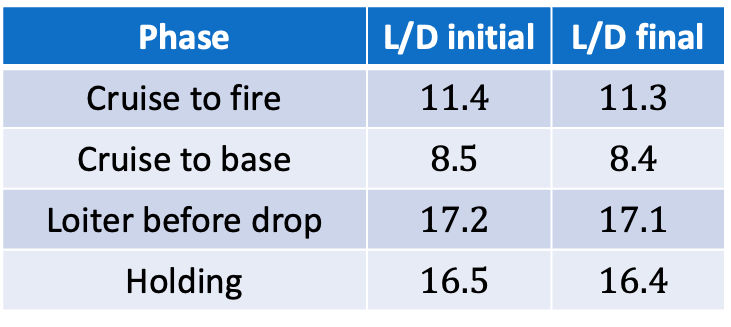 Phase L/D initial L/D final
Cruise to fire 11.4 11.3
Cruise to base 8.5 8.4
Loiter before drop 17.2 17.1
Holding 16.5 16.4